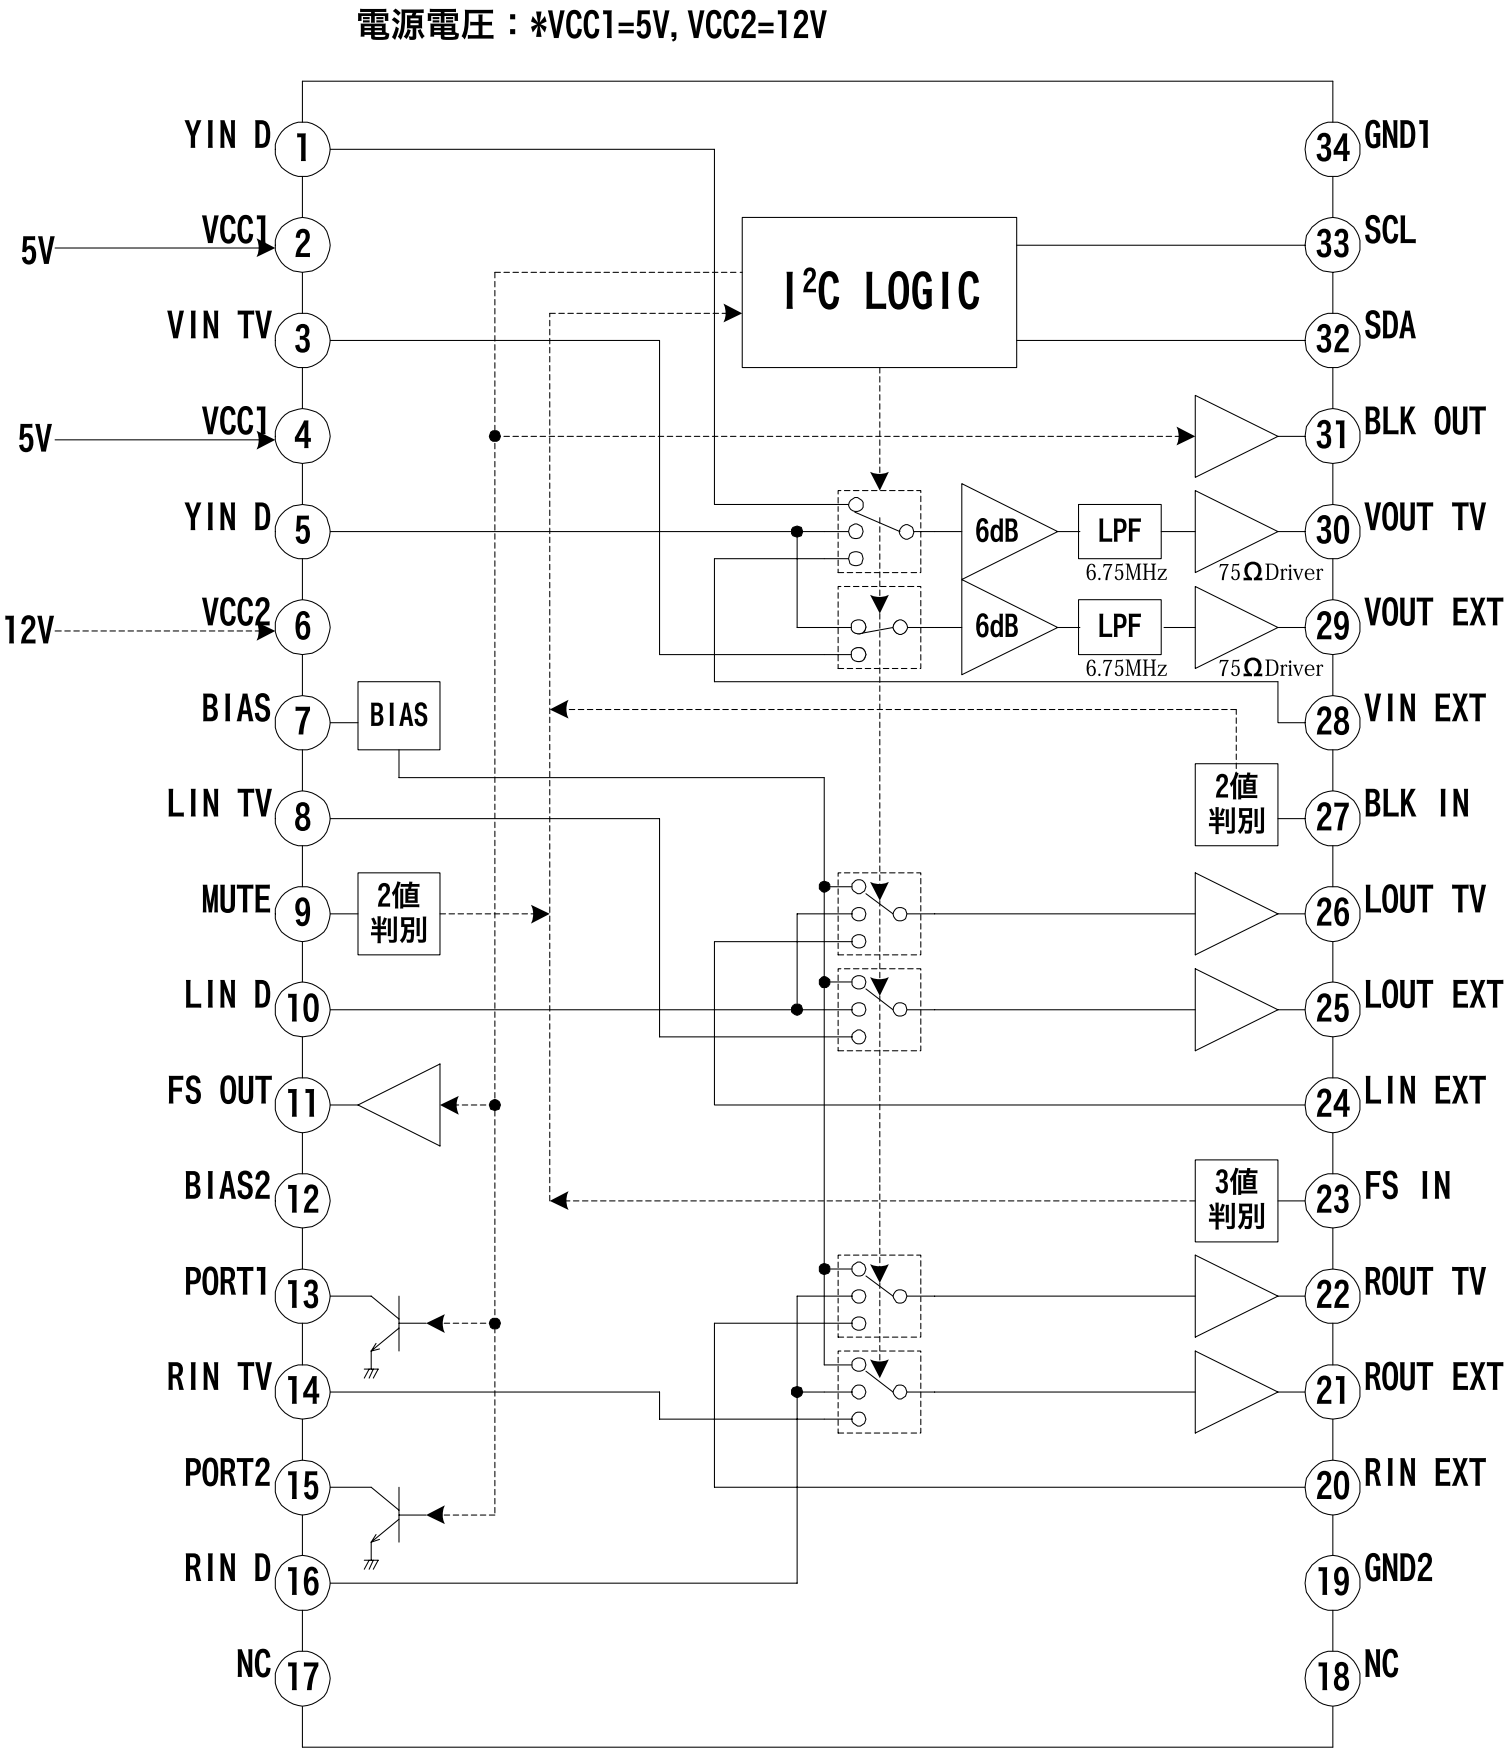 電源電圧：*VCC1=5V, VCC2=12V
YIN D
1
5V
VCC1
2
VIN TV
3
5V
VCC1
4
YIN D
5
12V
VCC2
6
BIAS
7
BIAS
LIN TV
8
MUTE
9
2値
判別
LIN D
10
FS OUT
11
BIAS2
12
PORT1
13
RIN TV
14
PORT2
15
RIN D
16
NC
17
I²C LOGIC
6dB
LPF
6.75MHz
75ΩDriver
6dB
LPF
6.75MHz
75ΩDriver
2値
判別
3値
判別
34
GND1
33
SCL
32
SDA
31
BLK OUT
30
VOUT TV
29
VOUT EXT
28
VIN EXT
27
BLK IN
26
LOUT TV
25
LOUT EXT
24
LIN EXT
23
FS IN
22
ROUT TV
21
ROUT EXT
20
RIN EXT
19
GND2
18
NC